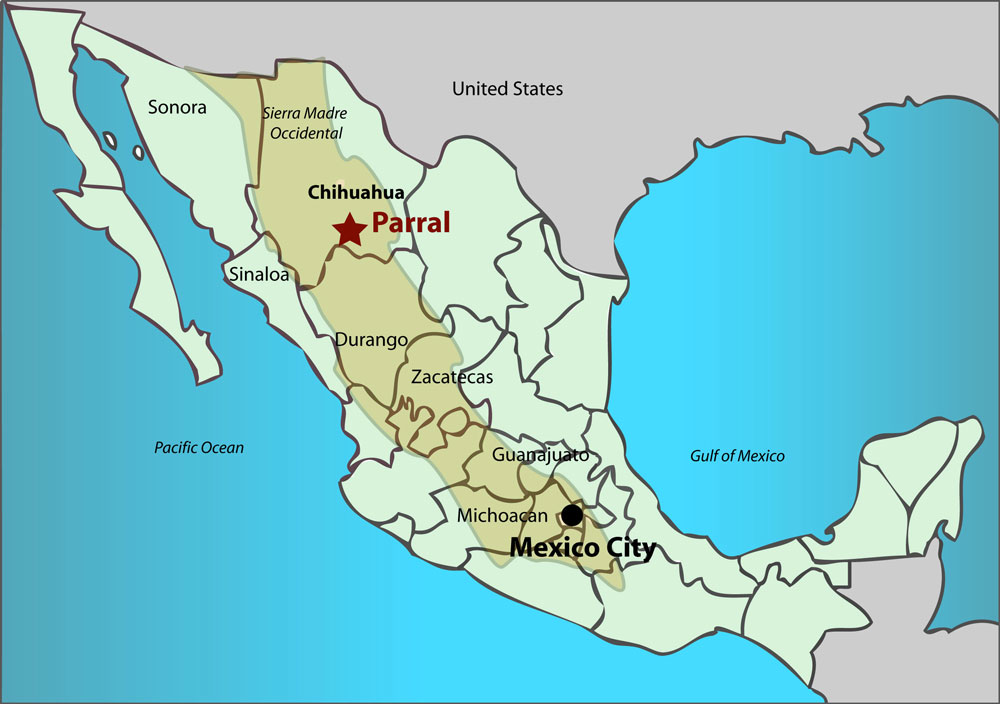 United States
Sonora
Sierra Madre
Occidental
Chihuahua
Parral
Sinaloa
Durango
Zacatecas
Pacific Ocean
Guanajuato
Gulf of Mexico
Michoacan
Mexico City